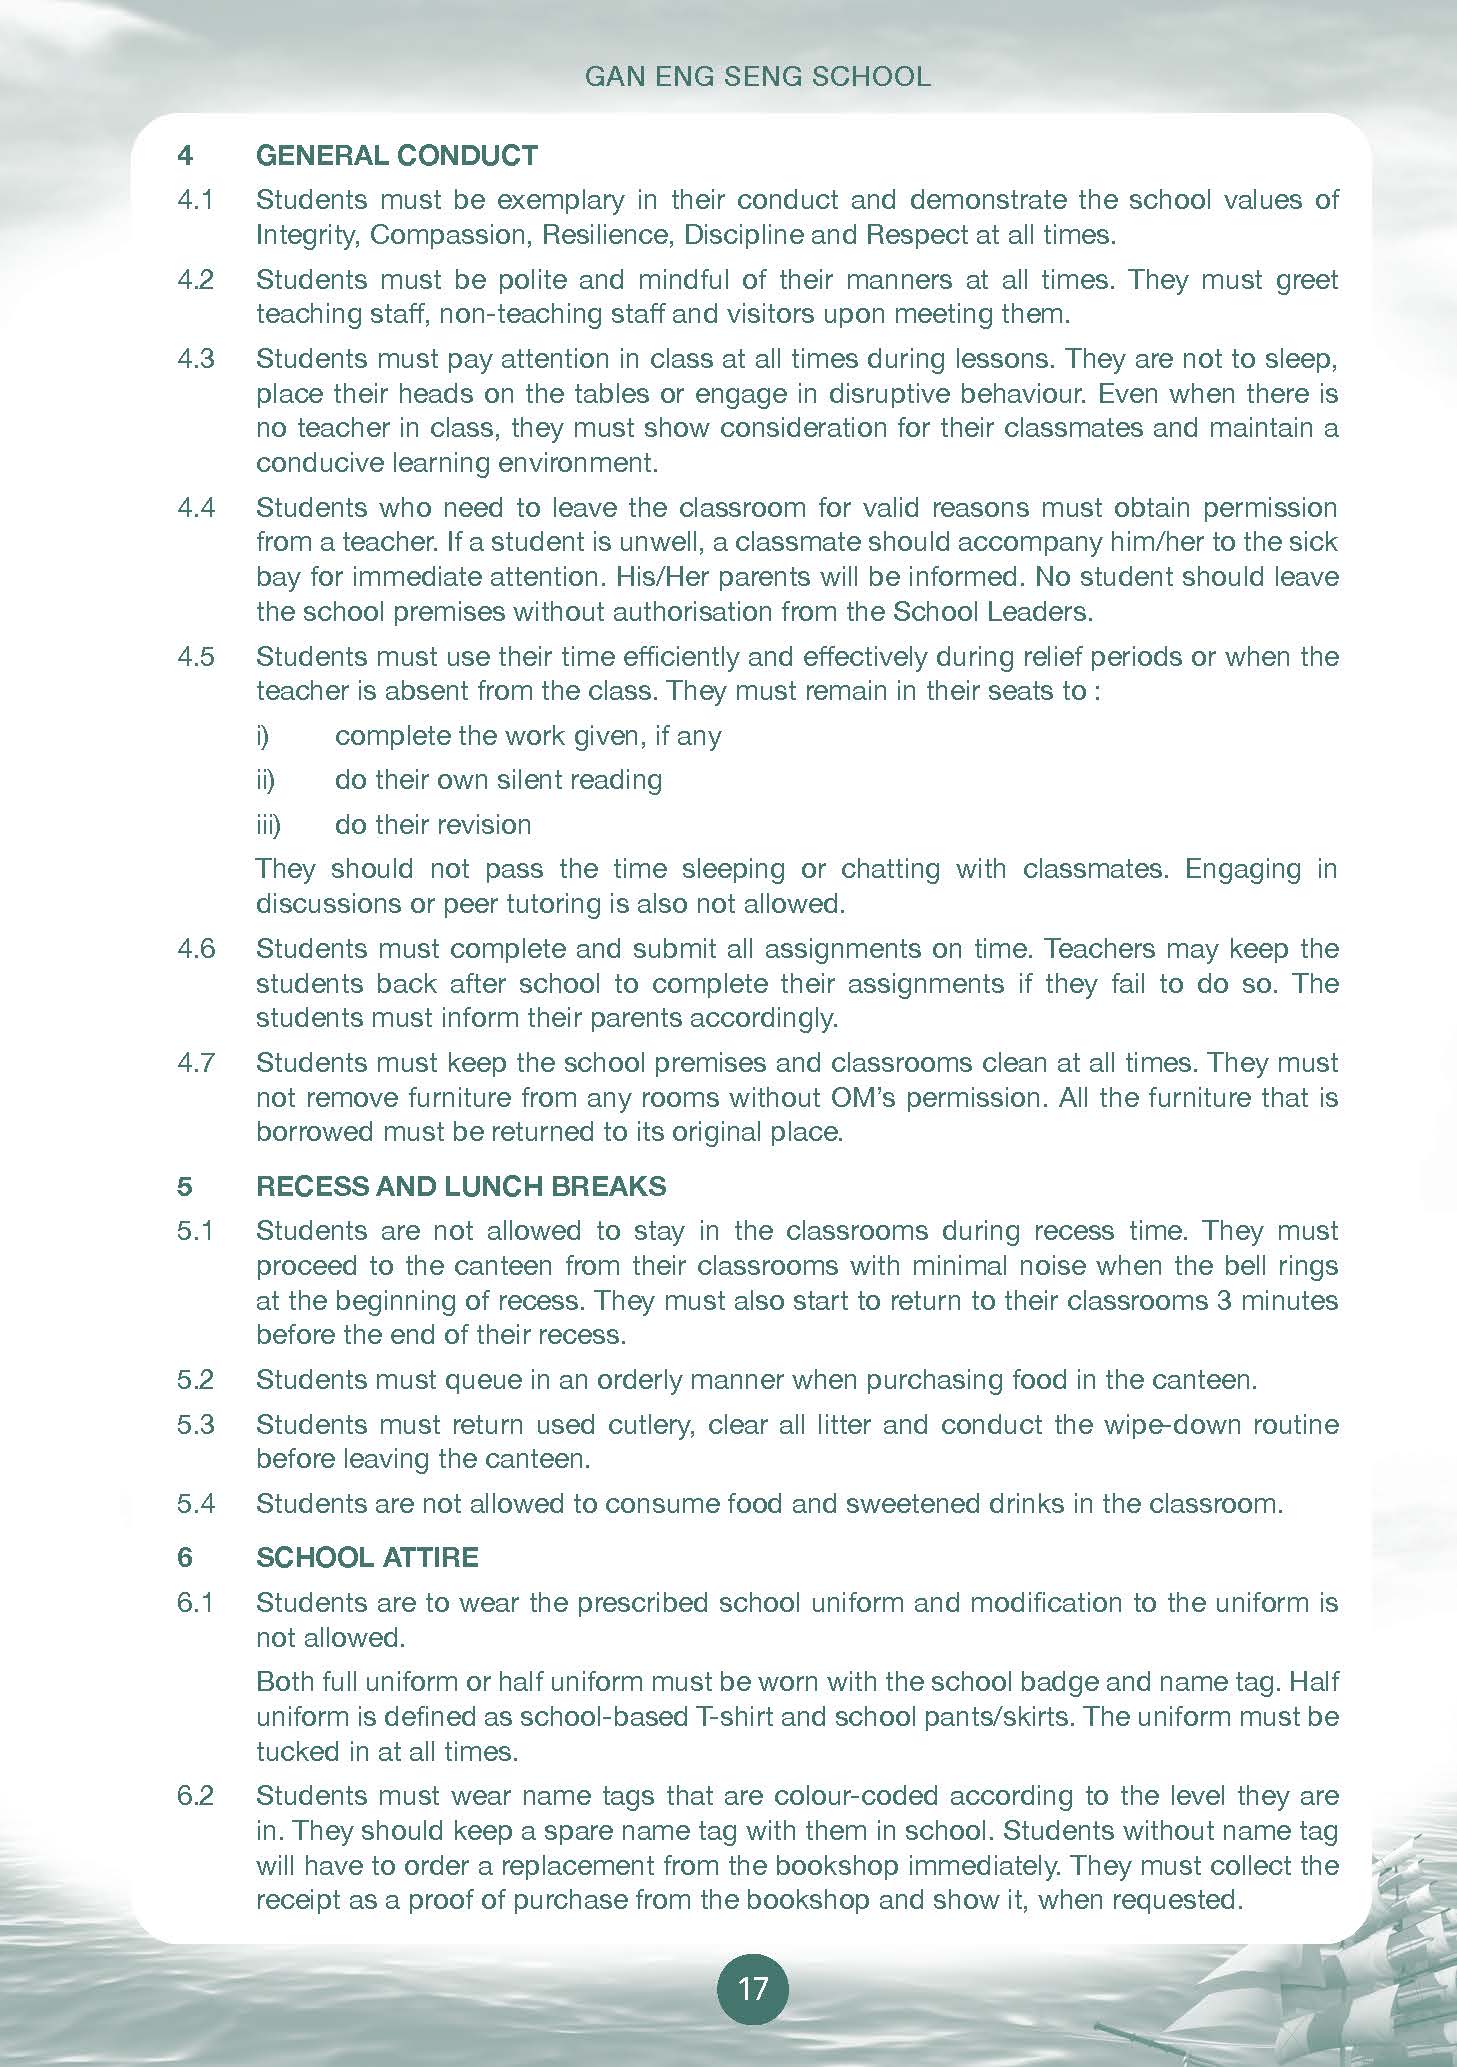 GAN ENG SENG SCHOOL
4 GENERAL CONDUCT
4.1 Students must be exemplary in their conduct and demonstrate the school values of
Integrity, Compassion, Resilience, Discipline and Respect at all times.
4.2 Students must be polite and mindful of their manners at all times. They must greet
teaching staff, non-teaching staff and visitors upon meeting them.
4.3 Students must pay attention in class at all times during lessons. They are not to sleep,
place their heads on the tables or engage in disruptive behaviour. Even when there is
no teacher in class, they must show consideration for their classmates and maintain a
conducive learning environment.
4.4 Students who need to leave the classroom for valid reasons must obtain permission
from a teacher. If a student is unwell, a classmate should accompany him/her to the sick
bay for immediate attention. His/Her parents will be informed. No student should leave
the school premises without authorisation from the School Leaders.
4.5 Students must use their time efficiently and effectively during relief periods or when the
teacher is absent from the class. They must remain in their seats to :
i) complete the work given, if any
ii) do their own silent reading
iii) do their revision
They should not pass the time sleeping or chatting with classmates. Engaging in
discussions or peer tutoring is also not allowed.
4.6 Students must complete and submit all assignments on time. Teachers may keep the
students back after school to complete their assignments if they fail to do so. The
students must inform their parents accordingly.
4.7 Students must keep the school premises and classrooms clean at all times. They must
not remove furniture from any rooms without OM's permission. All the furniture that is
borrowed must be returned to its original place.
5 RECESS AND LUNCH BREAKS
5.1 Students are not allowed to stay in the classrooms during recess time. They must
proceed to the canteen from their classrooms with minimal noise when the bell rings
at the beginning of recess. They must also start to return to their classrooms 3 minutes
before the end of their recess.
5.2 Students must queue in an orderly manner when purchasing food in the canteen.
5.3 Students must return used cutlery, clear all litter and conduct the wipe-down routine
before leaving the canteen.
5.4 Students are not allowed to consume food and sweetened drinks in the classroom.
6 SCHOOL ATTIRE
6.1 Students are to wear the prescribed school uniform and modification to the uniform is
not allowed.
Both full uniform or half uniform must be worn with the school badge and name tag. Half
uniform is defined as school-based T-shirt and school pants/skirts. The uniform must be
tucked in at all times.
6.2 Students must wear name tags that are colour-coded according to the level they are
in. They should keep a spare name tag with them in school. Students without name tag
will have to order a replacement from the bookshop immediately. They must collect the
receipt as a proof of purchase from the bookshop and show it, when requested.
17